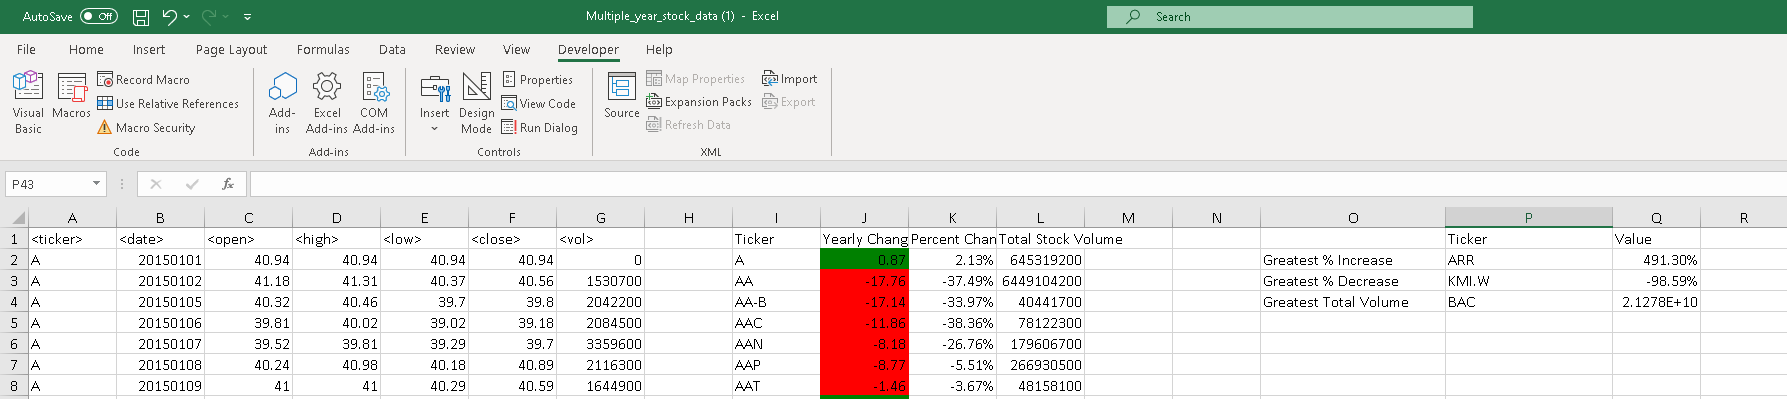 AutoSave Off Multiple_year_stock_data (1) - Excel Search
File Home Insert Page Layout Formulas Data Review View Developer Help
Visual Basic
Macros
Record Macro
Use Relative References
Macro Security
Code
Add-ins
Excel Add-ins
COM Add-ins
Add-ins
Insert
Design Mode
Properties
View Code
Run Dialog
Controls
Source
Map Properties
Expansion Packs
Refresh Data
Import
Export
XML
P43 fx
A B C D E F G H I J K L M N O P Q R
1 <ticker> <date> <open> <high> <low> <close> <vol> Ticker Yearly Chang Percent Chan Total Stock Volume Ticker Value
2 A 20150101 40.94 40.94 40.94 40.94 0 A 0.87 2.13% 645319200 Greatest % Increase ARR 491.30%
3 A 20150102 41.18 41.31 40.37 40.56 1530700 AA -17.76 -37.49% 6449104200 Greatest % Decrease KMI.W -98.59%
4 A 20150105 40.32 40.46 39.7 39.8 2042200 AA-B -17.14 -33.97% 40441700 Greatest Total Volume BAC 2.1278E+10
5 A 20150106 39.81 40.02 39.02 39.18 2084500 AAC -11.86 -38.36% 78122300
6 A 20150107 39.52 39.81 39.29 39.7 3359600 AAN -8.18 -26.76% 179606700
7 A 20150108 40.24 40.98 40.18 40.89 2116300 AAP -8.77 -5.51% 266930500
8 A 20150109 41 41 40.29 40.59 1644900 AAT -1.46 -3.67% 48158100